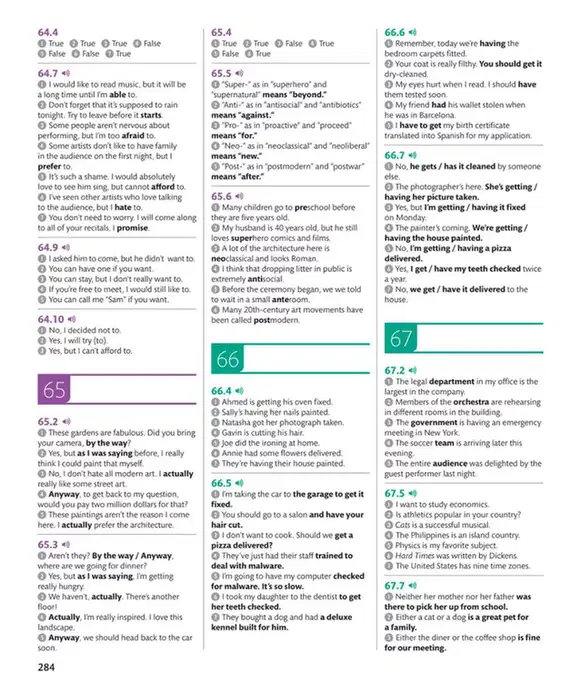 64.4
1 True 2 True 3 True 4 False
5 False 6 False 7 True
64.7
1 I would like to read music, but it will be
a long time until I'm able to.
2 Don't forget that it's supposed to rain
tonight. Try to leave before it starts.
3 Some people aren't nervous about
performing, but I'm too afraid to.
4 Some artists don't like to have family
in the audience on the first night, but I
prefer to.
5 It's such a shame. I would absolutely
love to see him sing, but cannot afford to.
6 I've seen other artists who love talking
to the audience, but I hate to.
7 You don't need to worry. I will come along
to all of your recitals. I promise.
64.9
1 I asked him to come, but he didn't want to.
2 You can have one if you want.
3 You can stay, but I don't really want to.
4 If you're free to meet, I would still like to.
5 You can call me "Sam" if you want.
64.10
1 No, I decided not to.
2 Yes, I will try (to).
3 Yes, but I can't afford to.
65
65.2
1 These gardens are fabulous. Did you bring
your camera, by the way?
2 Yes, but as I was saying before, I really
think I could paint that myself.
3 No, I don't hate all modern art. I actually
really like some street art.
4 Anyway, to get back to my question,
would you pay two million dollars for that?
5 These paintings aren't the reason I come
here. I actually prefer the architecture.
65.3
1 Aren't they? By the way / Anyway,
where are we going for dinner?
2 Yes, but as I was saying, I'm getting
really hungry.
3 We haven't, actually. There's another
floor!
4 Actually, I'm really inspired. I love this
landscape.
5 Anyway, we should head back to the car
soon.
284
65.4
1 True 2 True 3 False 4 True
5 False 6 True
65.5
1 "Super-" as in "superhero" and
"supernatural" means "beyond."
2 "Anti-" as in "antisocial" and "antibiotics"
means "against."
3 "Pro-" as in "proactive" and "proceed"
means "for."
4 "Neo-" as in "neoclassical" and "neoliberal"
means "new."
5 "Post-" as in "postmodern" and "postwar"
means "after."
65.6
1 Many children go to preschool before
they are five years old.
2 My husband is 40 years old, but he still
loves superhero comics and films.
3 A lot of the architecture here is
neoclassical and looks Roman.
4 I think that dropping litter in public is
extremely antisocial.
5 Before the ceremony began, we we told
to wait in a small anteroom.
6 Many 20th-century art movements have
been called postmodern.
66
66.4
1 Ahmed is getting his oven fixed.
2 Sally's having her nails painted.
3 Natasha got her photograph taken.
4 Gavin is cutting his hair.
5 Joe did the ironing at home.
6 Annie had some flowers delivered.
7 They're having their house painted.
66.5
1 I'm taking the car to the garage to get it
fixed.
2 You should go to a salon and have your
hair cut.
3 I don't want to cook. Should we get a
pizza delivered?
4 They've just had their staff trained to
deal with malware.
5 I'm going to have my computer checked
for malware. It's so slow.
6 I took my daughter to the dentist to get
her teeth checked.
7 They bought a dog and had a deluxe
kennel built for him.
66.6
1 Remember, today we're having the
bedroom carpets fitted.
2 Your coat is really filthy. You should get it
dry-cleaned.
3 My eyes hurt when I read. I should have
them tested soon.
4 My friend had his wallet stolen when
he was in Barcelona.
5 I have to get my birth certificate
translated into Spanish for my application.
66.7
1 No, he gets / has it cleaned by someone
else.
2 The photographer's here. She's getting /
having her picture taken.
3 Yes, but I'm getting / having it fixed
on Monday.
4 The painter's coming. We're getting /
having the house painted.
5 No, I'm getting / having a pizza
delivered.
6 Yes, I get / have my teeth checked twice
a year.
7 No, we get / have it delivered to the
house.
67
67.2
1 The legal department in my office is the
largest in the company.
2 Members of the orchestra are rehearsing
in different rooms in the building.
3 The government is having an emergency
meeting in New York.
4 The soccer team is arriving later this
evening.
5 The entire audience was delighted by the
guest performer last night.
67.5
1 I want to study economics.
2 Is athletics popular in your country?
3 Cats is a successful musical.
4 The Philippines is an island country.
5 Physics is my favorite subject.
6 Hard Times was written by Dickens.
7 The United States has nine time zones.
67.7
1 Neither her mother nor her father was
there to pick her up from school.
2 Either a cat or a dog is a great pet for
a family.
3 Either the diner or the coffee shop is fine
for our meeting.